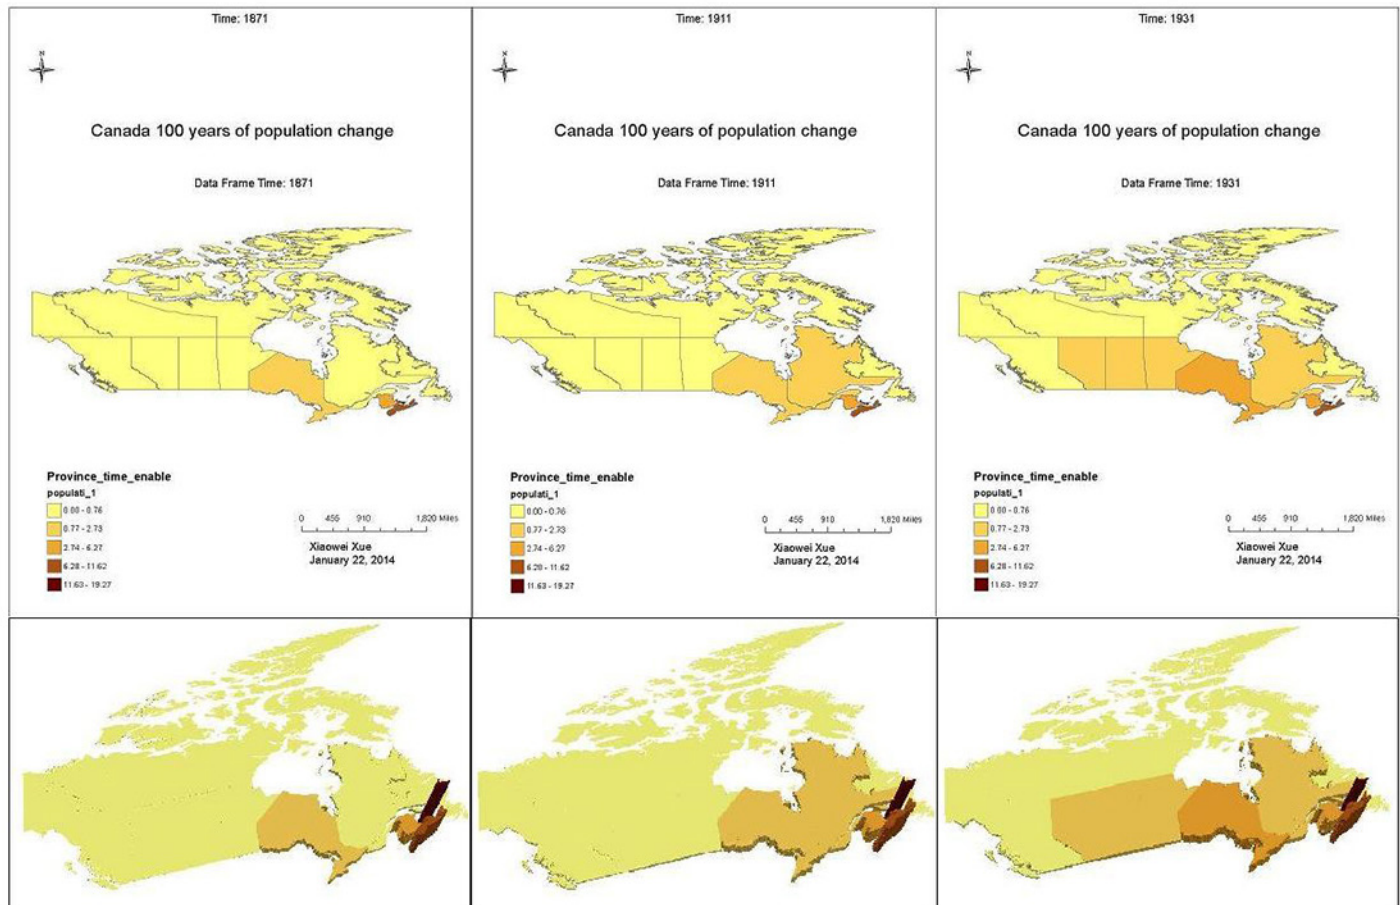 Time: 1871
N
Canada 100 years of population change
Data Frame Time: 1871
Province_time_enable
populati_1
0.00 - 0.76
0.77 - 2.73
2.74 - 6.27
6.28 - 11.62
11.63 - 19.27
0 455 910 1,820 Miles
Xiaowei Xue
January 22, 2014
Time: 1911
N
Canada 100 years of population change
Data Frame Time: 1911
Province_time_enable
populati_1
0.00 - 0.76
0.77 - 2.73
2.74 - 6.27
6.28 - 11.62
11.63 - 19.27
0 455 910 1,820 Miles
Xiaowei Xue
January 22, 2014
Time: 1931
N
Canada 100 years of population change
Data Frame Time: 1931
Province_time_enable
populati_1
0.00 - 0.76
0.77 - 2.73
2.74 - 6.27
6.28 - 11.62
11.63 - 19.27
0 455 910 1,820 Miles
Xiaowei Xue
January 22, 2014